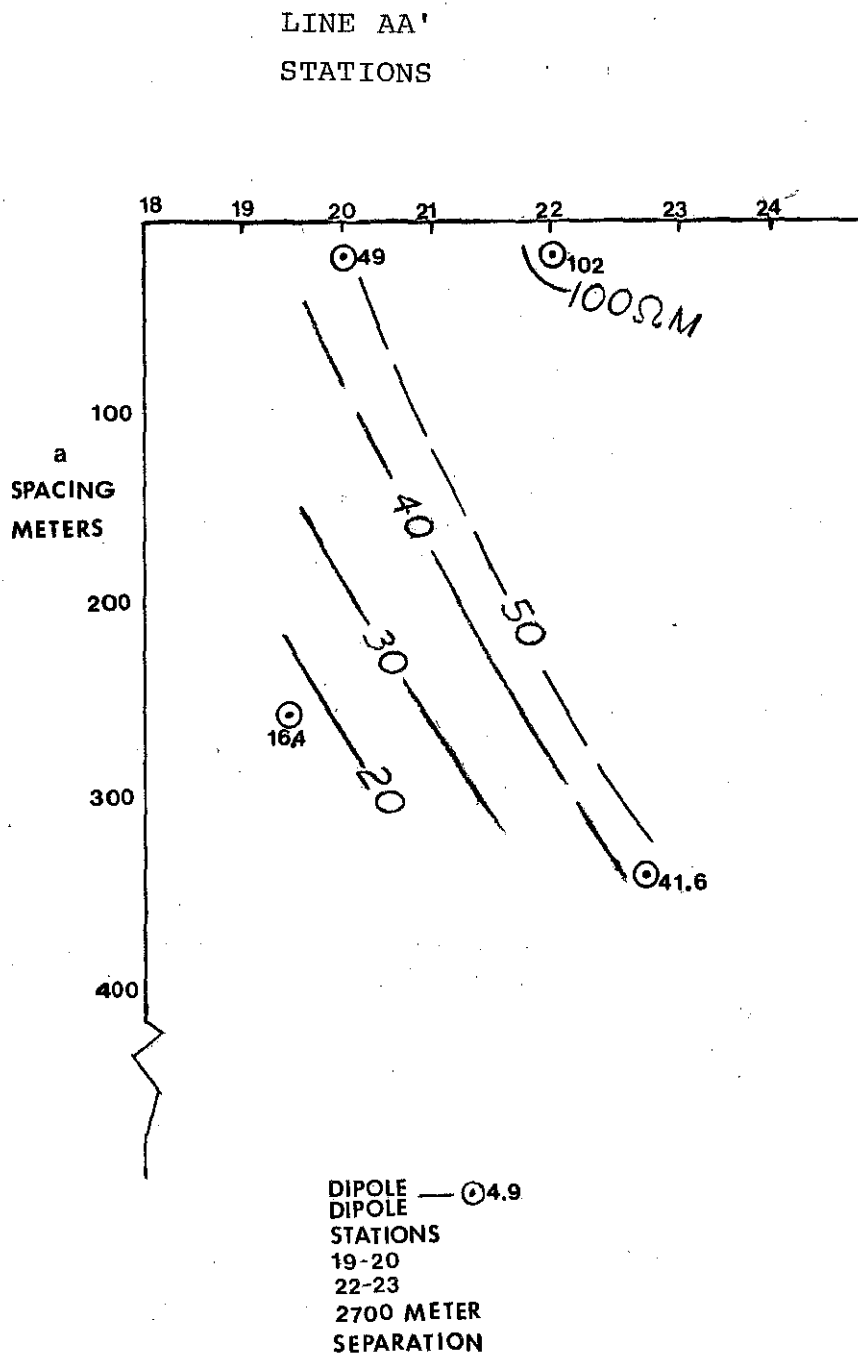 LINE AA'
STATIONS
18 19 20 21 22 23 24
49
102
100ΩM
100
a
SPACING
METERS
40
200
50
30
164
20
300
41.6
400
DIPOLE
DIPOLE
4.9
STATIONS
19-20
22-23
2700 METER
SEPARATION